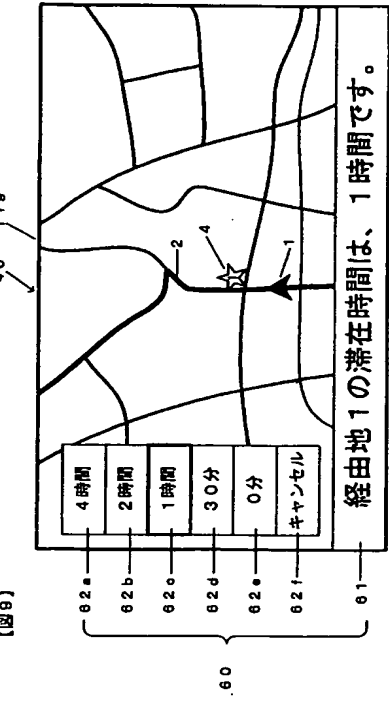 【図9】
62a 4時間
62b 2時間
62c 1時間
62d 30分
62e 0分
62f キャンセル
60
61
2
4
1
経由地1の滞在時間は、1時間です。